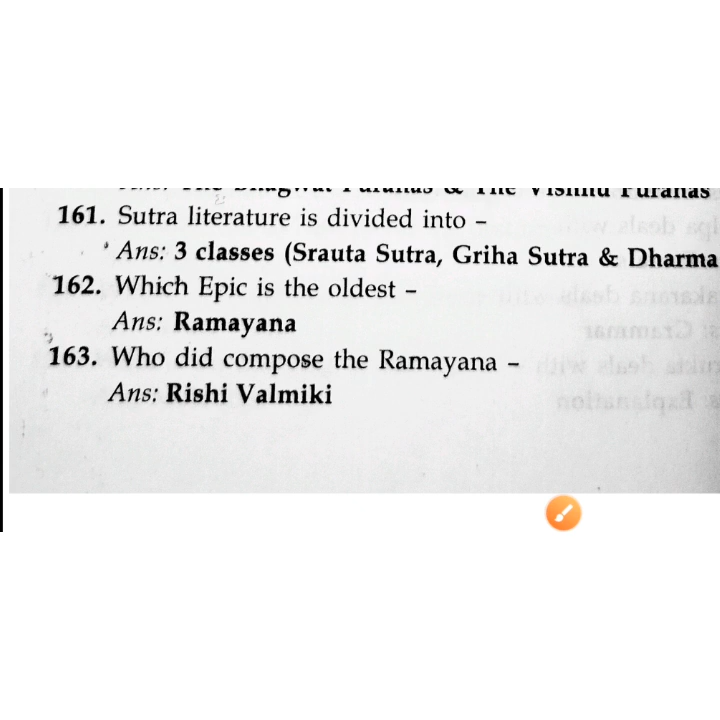 161. Sutra literature is divided into –
Ans: 3 classes (Srauta Sutra, Griha Sutra & Dharma
162. Which Epic is the oldest –
Ans: Ramayana
163. Who did compose the Ramayana –
Ans: Rishi Valmiki